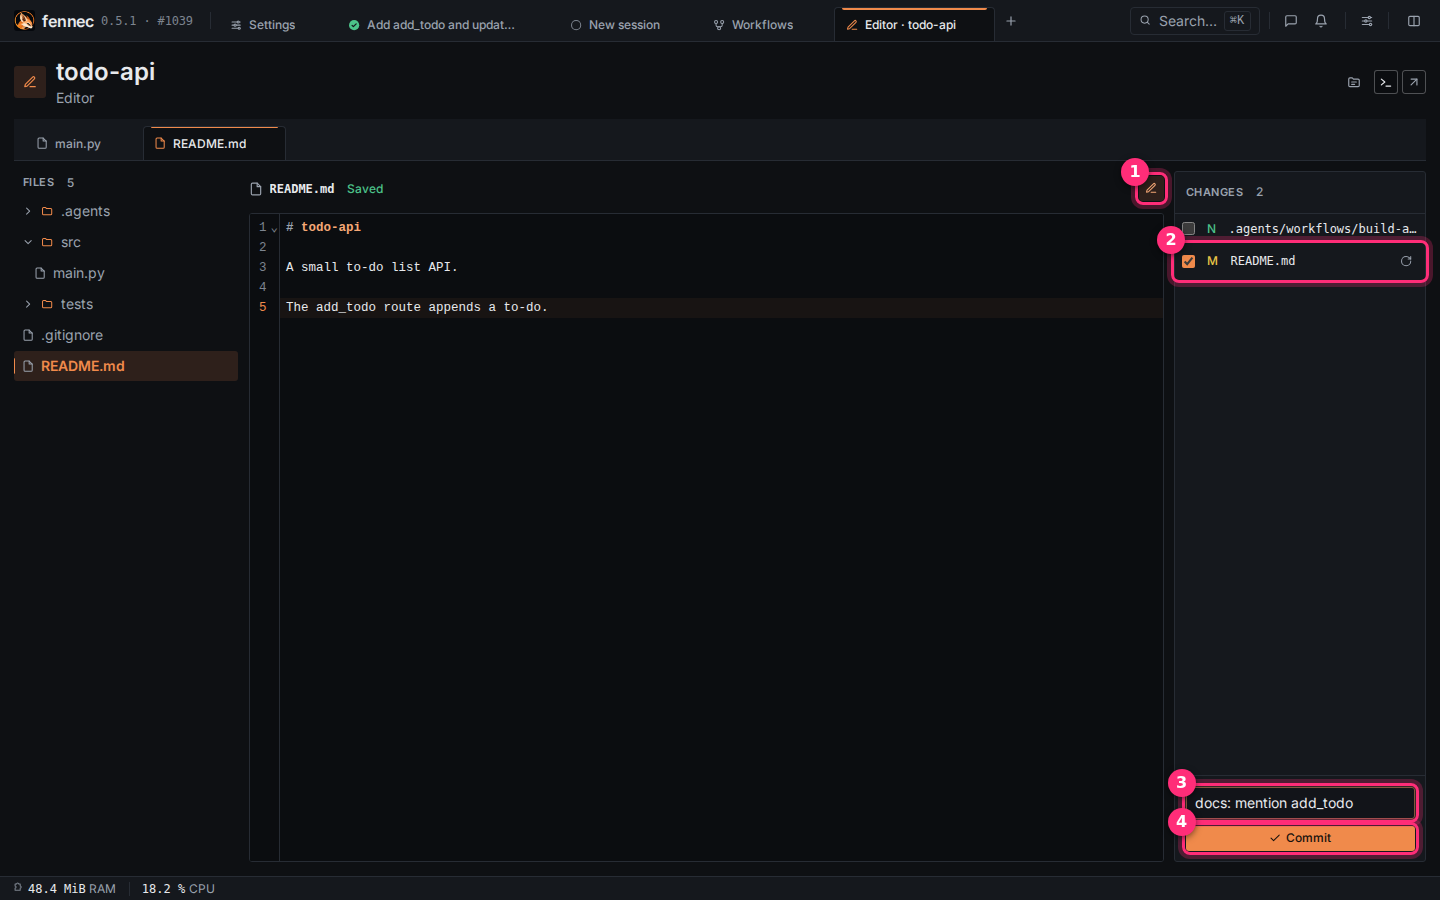 fennec 0.5.1 · #1039
Settings
Add add_todo and updat...
New session
Workflows
Editor · todo-api
Search... ⌘K
todo-api
Editor
main.py
README.md
FILES 5
.agents
src
main.py
tests
.gitignore
README.md
README.md Saved
1 # todo-api
2
3 A small to-do list API.
4
5 The add_todo route appends a to-do.
1
CHANGES 2
N .agents/workflows/build-a…
2
M README.md
3
docs: mention add_todo
4
Commit
D 48.4 MiB RAM
18.2 % CPU